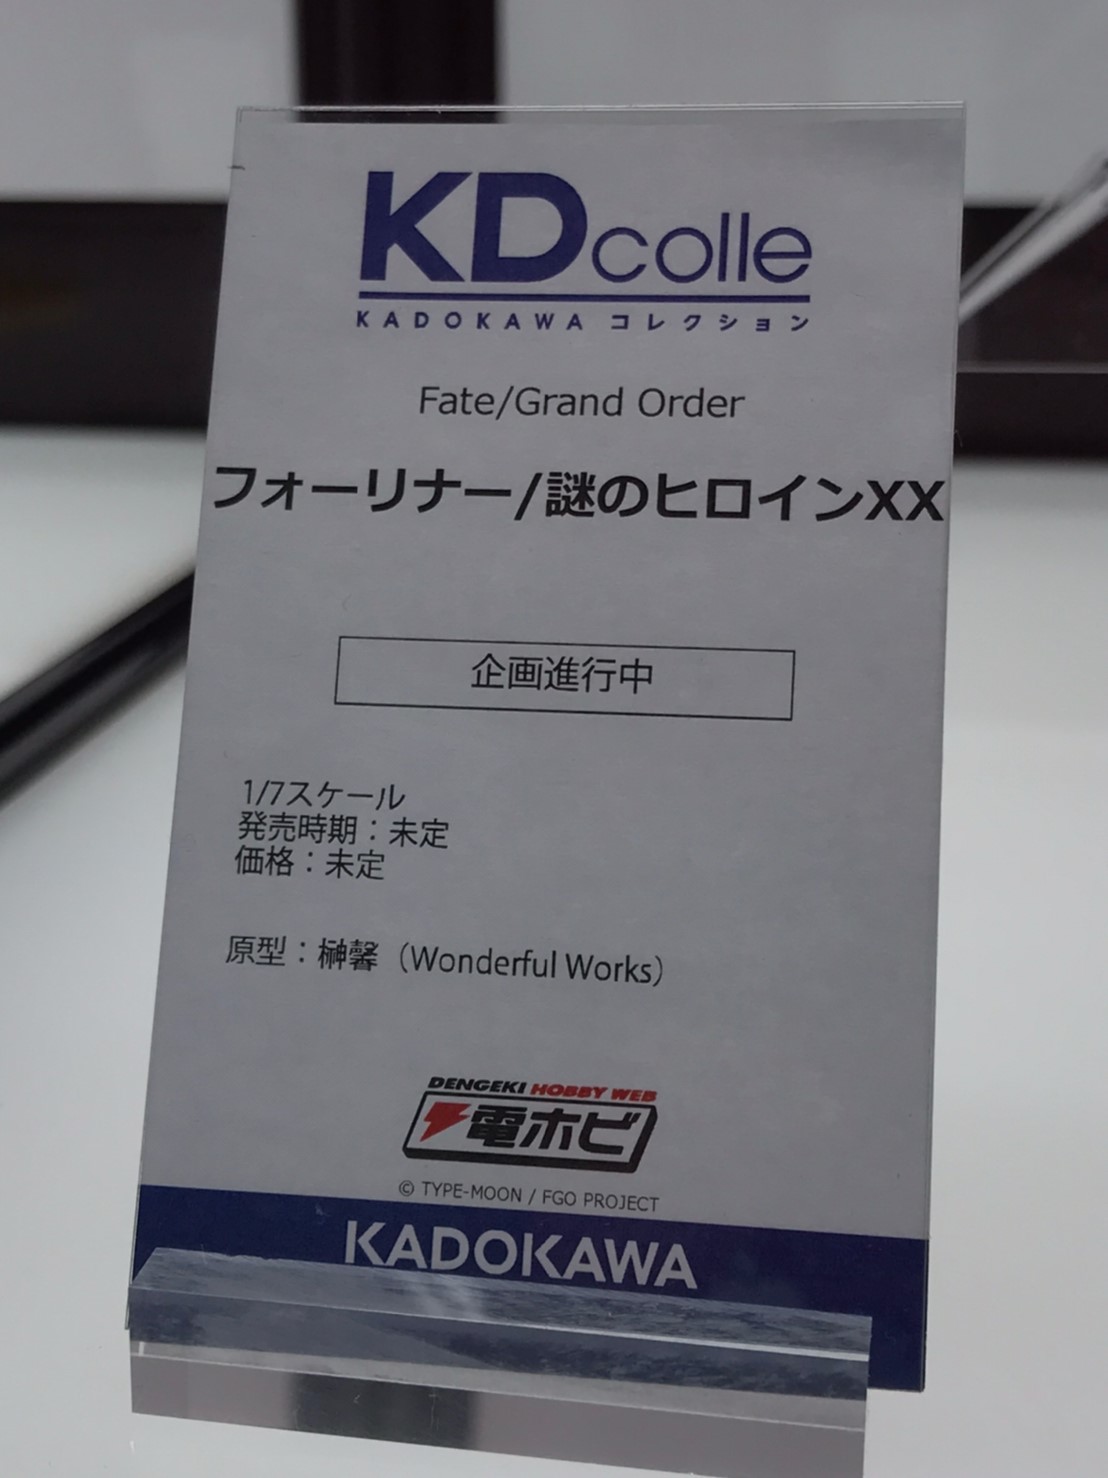 KDcolle
KADOKAWA コレクション
Fate/Grand Order
フォーリナー/謎のヒロインXX
企画進行中
1/7スケール
発売時期：未定
価格：未定
原型：榊馨（Wonderful Works）
DENGEKI HOBBY WEB
電ホビ
© TYPE-MOON / FGO PROJECT
KADOKAWA